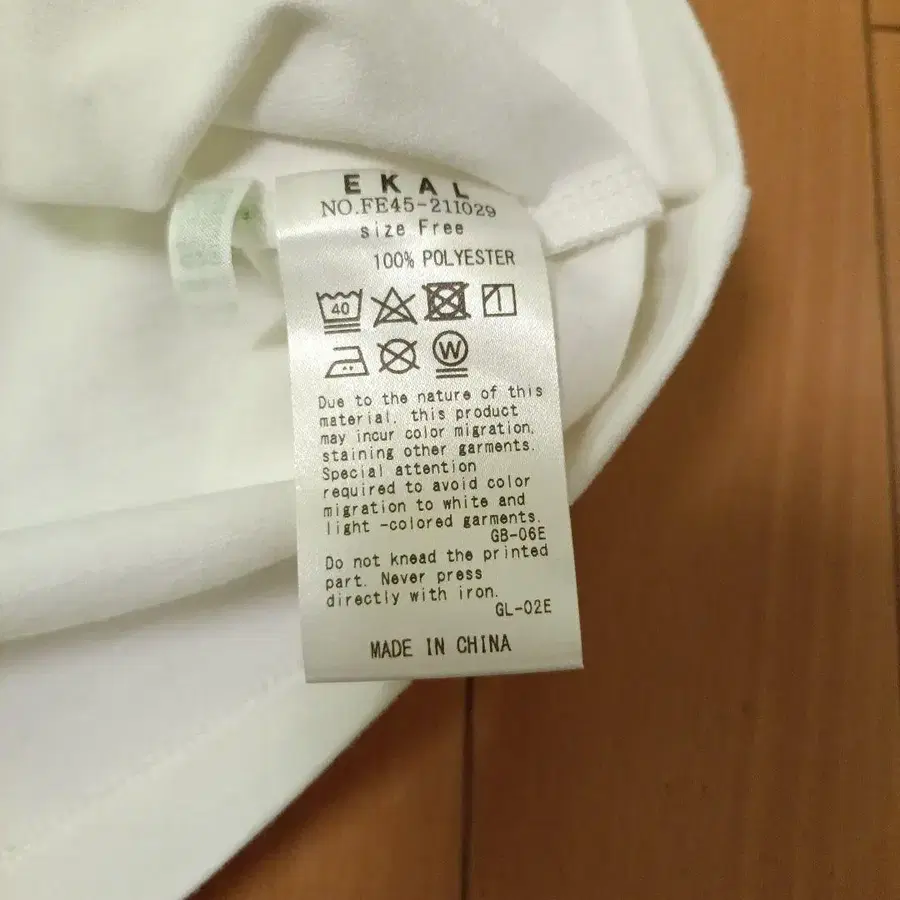 EKAL
NO.FE45-211029
size Free
100% POLYESTER
40
W
Due to the nature of this
material, this product
may incur color migration,
staining other garments.
Special attention
required to avoid color
migration to white and
light -colored garments.
GB-06E
Do not knead the printed
part. Never press
directly with iron.
GL-02E
MADE IN CHINA